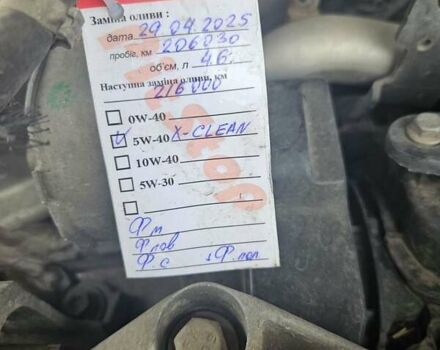 Заміна оливи :
дата 29.04.2025
пробіг, км 206030
об'єм, л 4.6
Наступна заміна оливи, км
216000
0W-40
V 5W-40 X-CLEAN
10W-40
5W-30
Фм
Фпов
Ф.с Ф.пал.